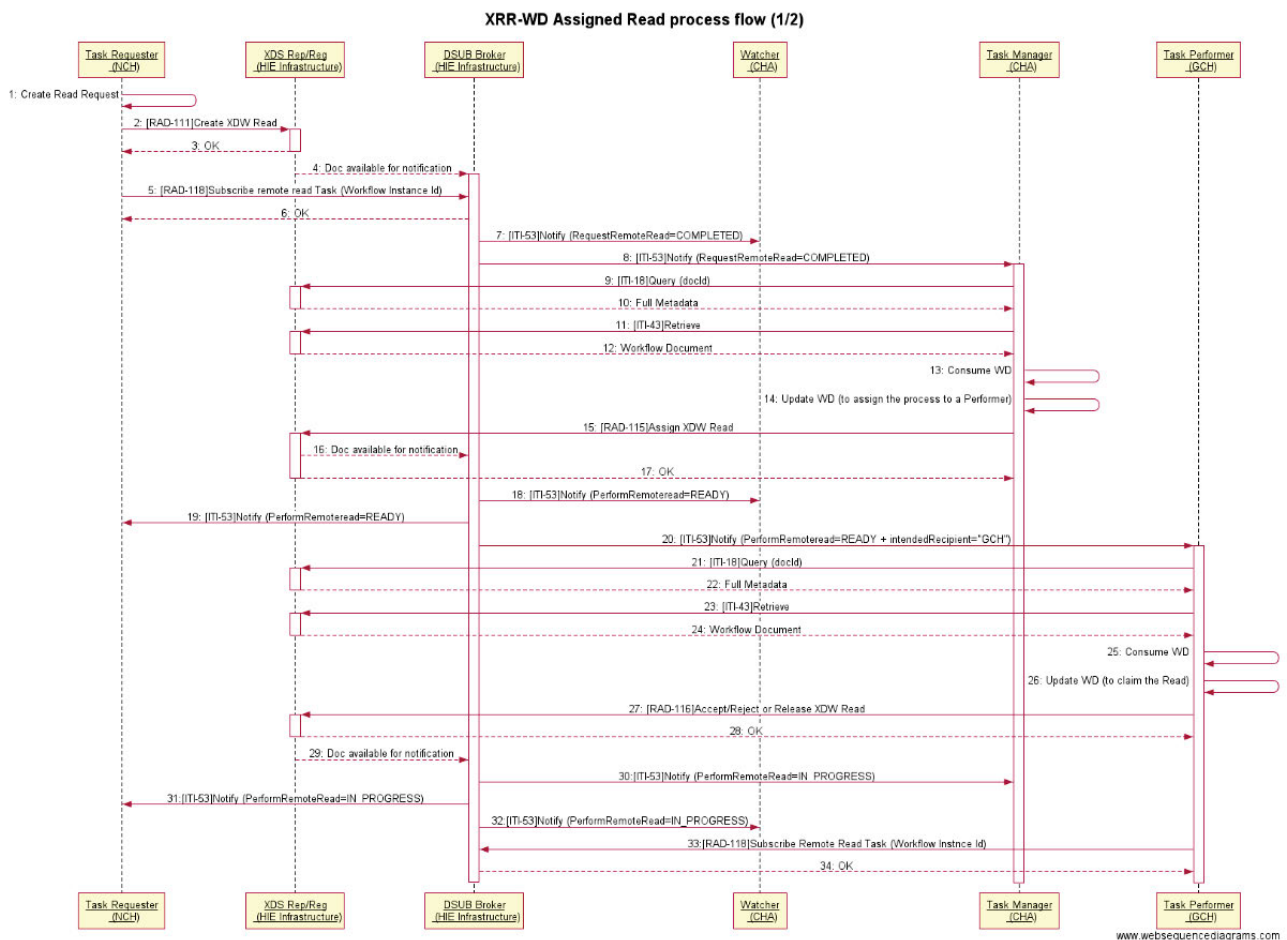 XRR-WD Assigned Read process flow (1/2)
Task Requester
(NCH)
XDS Rep/Reg
(HIE Infrastructure)
DSUB Broker
(HIE Infrastructure)
Watcher
(CHA)
Task Manager
(CHA)
Task Performer
(GCH)
1: Create Read Request
2: [RAD-111]Create XDW Read
3: OK
4: Doc available for notification
5: [RAD-118]Subscribe remote read Task (Workflow Instance Id)
6: OK
7: [ITI-53]Notify (RequestRemoteRead=COMPLETED)
8: [ITI-53]Notify (RequestRemoteRead=COMPLETED)
9: [ITI-18]Query (docId)
10: Full Metadata
11: [ITI-43]Retrieve
12: Workflow Document
13: Consume WD
14: Update WD (to assign the process to a Performer)
15: [RAD-115]Assign XDW Read
16: Doc available for notification
17: OK
18: [ITI-53]Notify (PerformRemoteread=READY)
19: [ITI-53]Notify (PerformRemoteread=READY)
20: [ITI-53]Notify (PerformRemoteread=READY + intendedRecipient="GCH")
21: [ITI-18]Query (docId)
22: Full Metadata
23: [ITI-43]Retrieve
24: Workflow Document
25: Consume WD
26: Update WD (to claim the Read)
27: [RAD-116]Accept/Reject or Release XDW Read
28: OK
29: Doc available for notification
30:[ITI-53]Notify (PerformRemoteRead=IN_PROGRESS)
31:[ITI-53]Notify (PerformRemoteRead=IN_PROGRESS)
32:[ITI-53]Notify (PerformRemoteRead=IN_PROGRESS)
33:[RAD-118]Subscribe Remote Read Task (Workflow Instnce Id)
34: OK
Task Requester
(NCH)
XDS Rep/Reg
(HIE Infrastructure)
DSUB Broker
(HIE Infrastructure)
Watcher
(CHA)
Task Manager
(CHA)
Task Performer
(GCH)
www.websequencediagrams.com